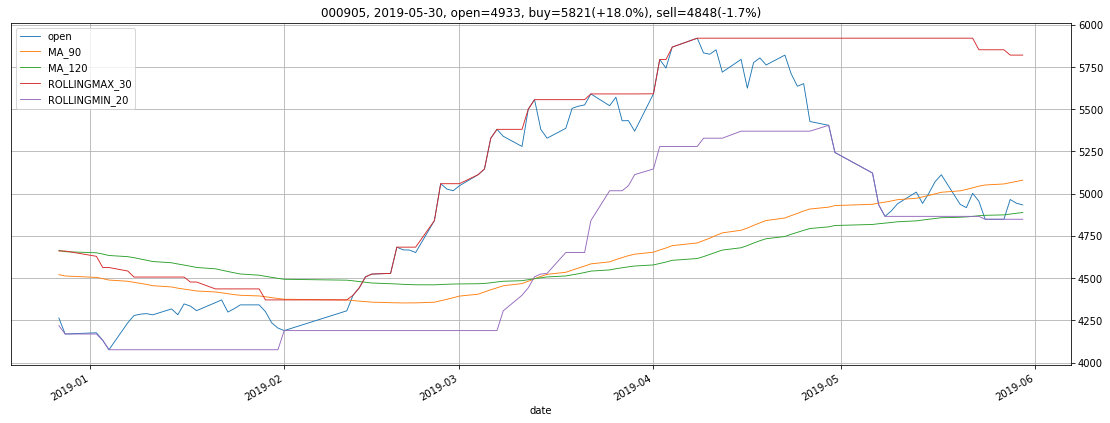 000905, 2019-05-30, open=4933, buy=5821(+18.0%), sell=4848(-1.7%)
open
MA_90
MA_120
ROLLINGMAX_30
ROLLINGMIN_20
6000
5750
5500
5250
5000
4750
4500
4250
4000
2019-01
2019-02
2019-03
2019-04
2019-05
2019-06
date